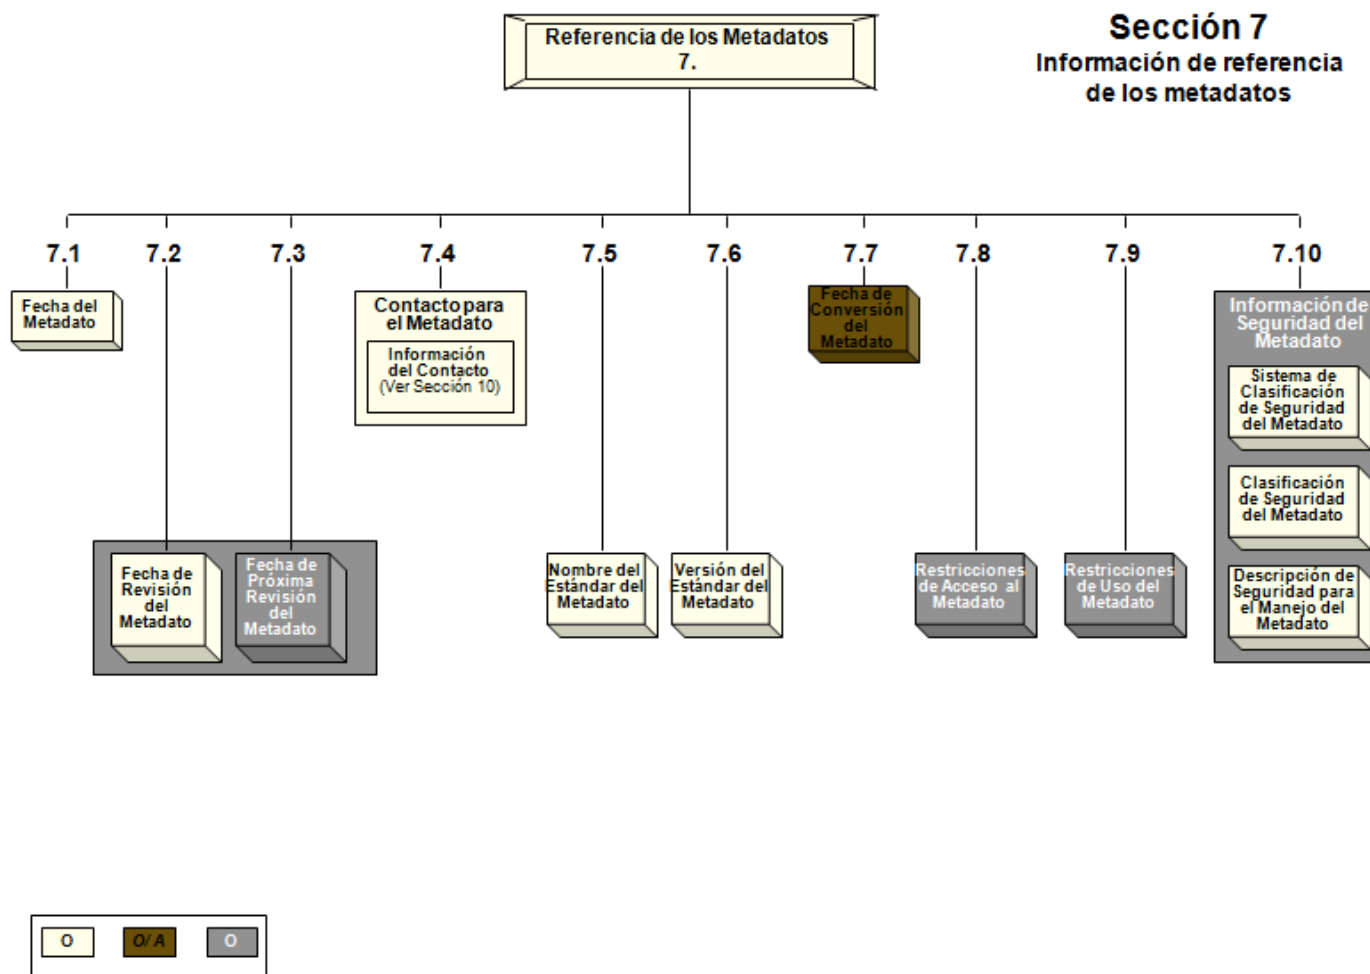 Referencia de los Metadatos
7.
Sección 7
Información de referencia
de los metadatos
7.1
7.2
7.3
7.4
7.5
7.6
7.7
7.8
7.9
7.10
Fecha del
Metadato
Contacto para
el Metadato
Información
del Contacto
(Ver Sección 10)
Fecha de
Conversión
del
Metadato
Información de
Seguridad del
Metadato
Sistema de
Clasificación
de Seguridad
del Metadato
Clasificación
de Seguridad
del Metadato
Descripción de
Seguridad para
el Manejo del
Metadato
Fecha de
Revisión
del
Metadato
Fecha de
Próxima
Revisión
del
Metadato
Nombre del
Estándar del
Metadato
Versión del
Estándar del
Metadato
Restricciones
de Acceso al
Metadato
Restricciones
de Uso del
Metadato
O
O/A
O